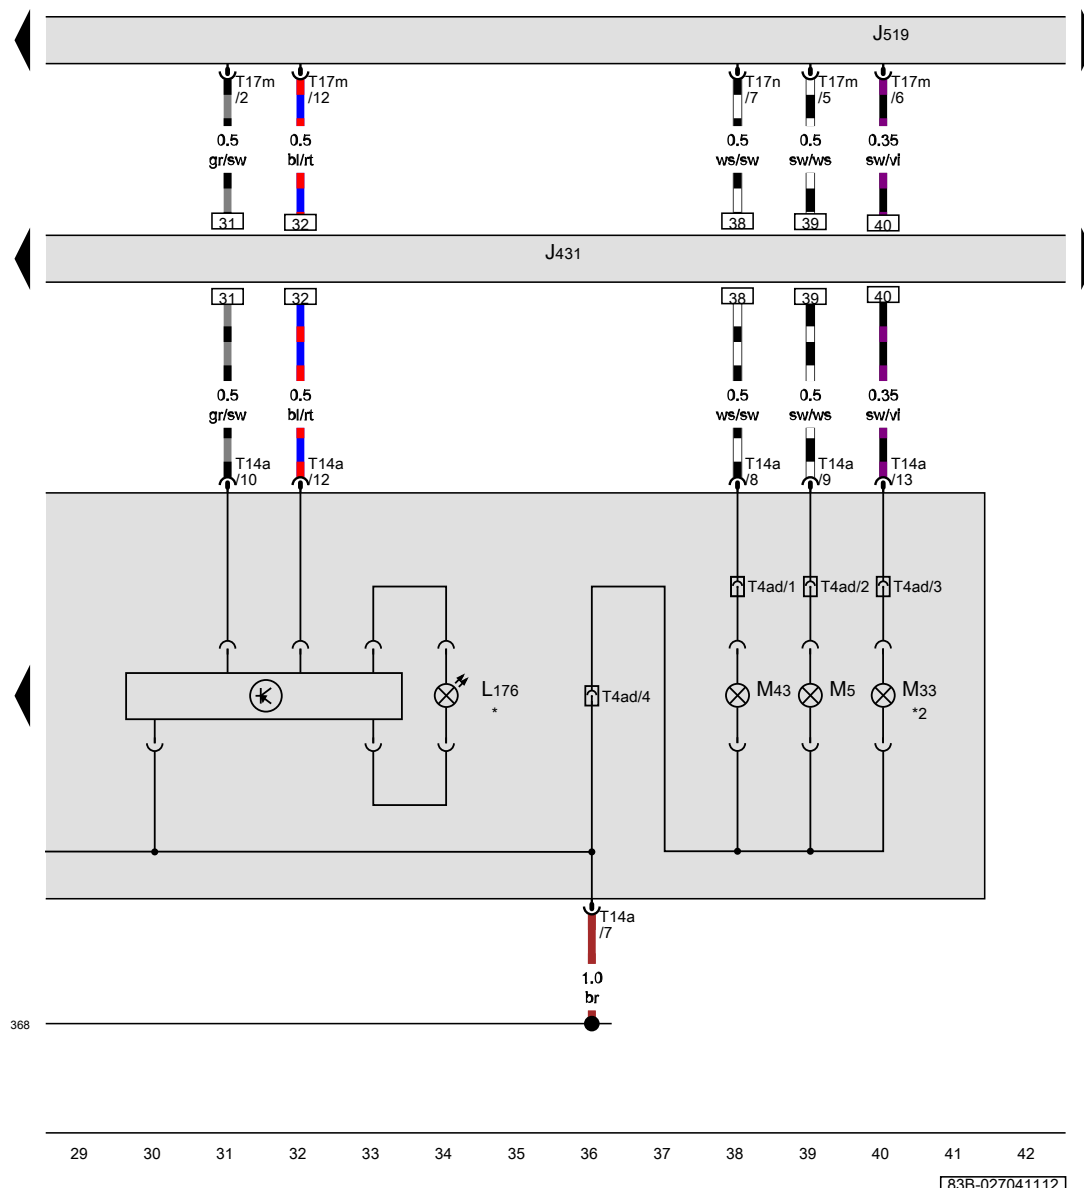 J519
T17m T17m T17n T17m T17m
/2 /12 /7 /5 /6
0.5 0.5 0.5 0.5 0.35
gr/sw bl/rt ws/sw sw/ws sw/vi
31 32 38 39 40
J431
31 32 38 39 40
0.5 0.5 0.5 0.5 0.35
gr/sw bl/rt ws/sw sw/ws sw/vi
T14a T14a T14a T14a T14a
/10 /12 /8 /9 /13
T4ad/1 T4ad/2 T4ad/3
L176 T4ad/4 M43 M5 M33
* *2
T14a
/7
1.0
br
368
29 30 31 32 33 34 35 36 37 38 39 40 41 42
83B-027041112